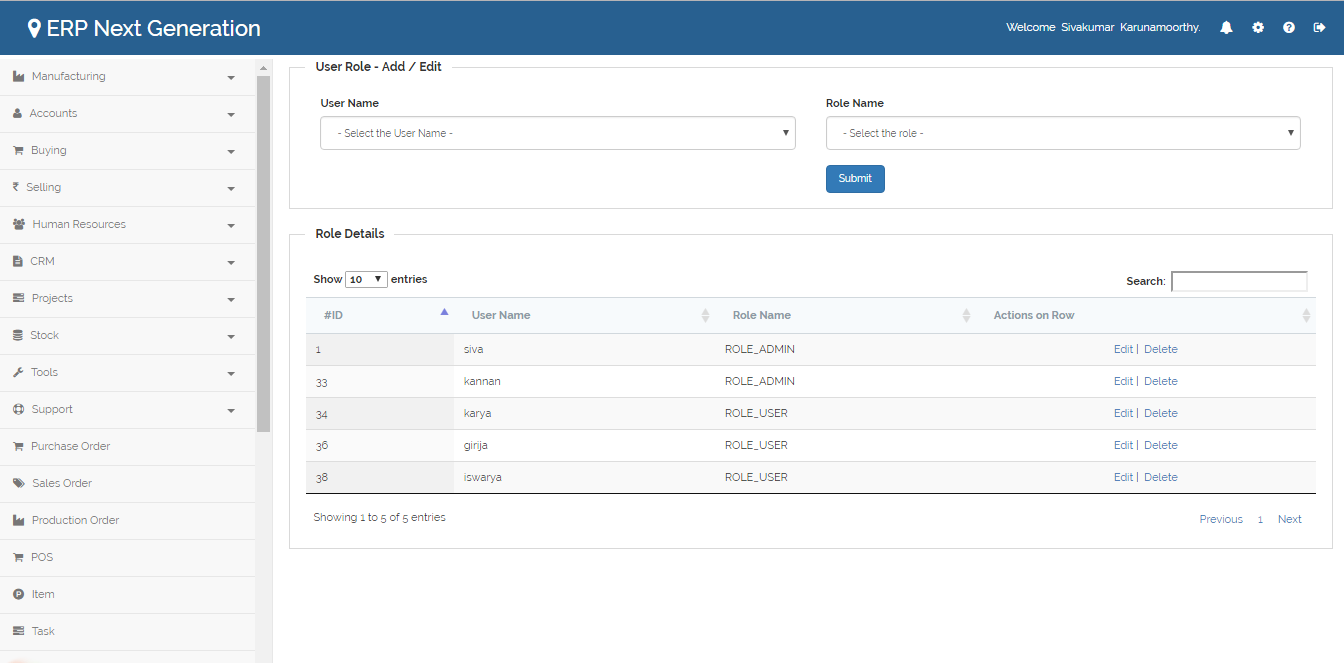 ERP Next Generation
Welcome Sivakumar Karunamoorthy.
Manufacturing
Accounts
Buying
₹ Selling
Human Resources
CRM
Projects
Stock
Tools
Support
Purchase Order
Sales Order
Production Order
POS
Item
Task
User Role - Add / Edit
User Name Role Name
- Select the User Name - - Select the role -
Submit
Role Details
Show 10 entries Search:
#ID User Name Role Name Actions on Row
1 siva ROLE_ADMIN Edit | Delete
33 kannan ROLE_ADMIN Edit | Delete
34 karya ROLE_USER Edit | Delete
36 girija ROLE_USER Edit | Delete
38 iswarya ROLE_USER Edit | Delete
Showing 1 to 5 of 5 entries Previous 1 Next